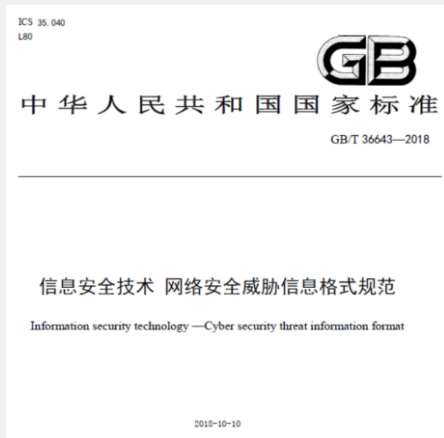 ICS 35.040
L80
GB
中华人民共和国国家标准
GB/T 36643—2018
信息安全技术 网络安全威胁信息格式规范
Information security technology —Cyber security threat information format
2018-10-10